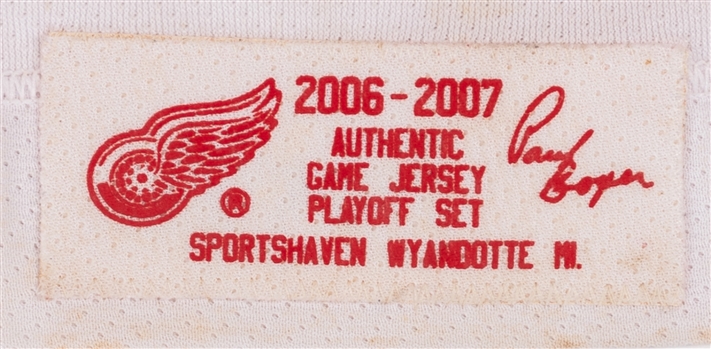 2006-2007
AUTHENTIC
GAME JERSEY
PLAYOFF SET
SPORTSHAVEN WYANDOTTE MI.
®
Paul Boyer